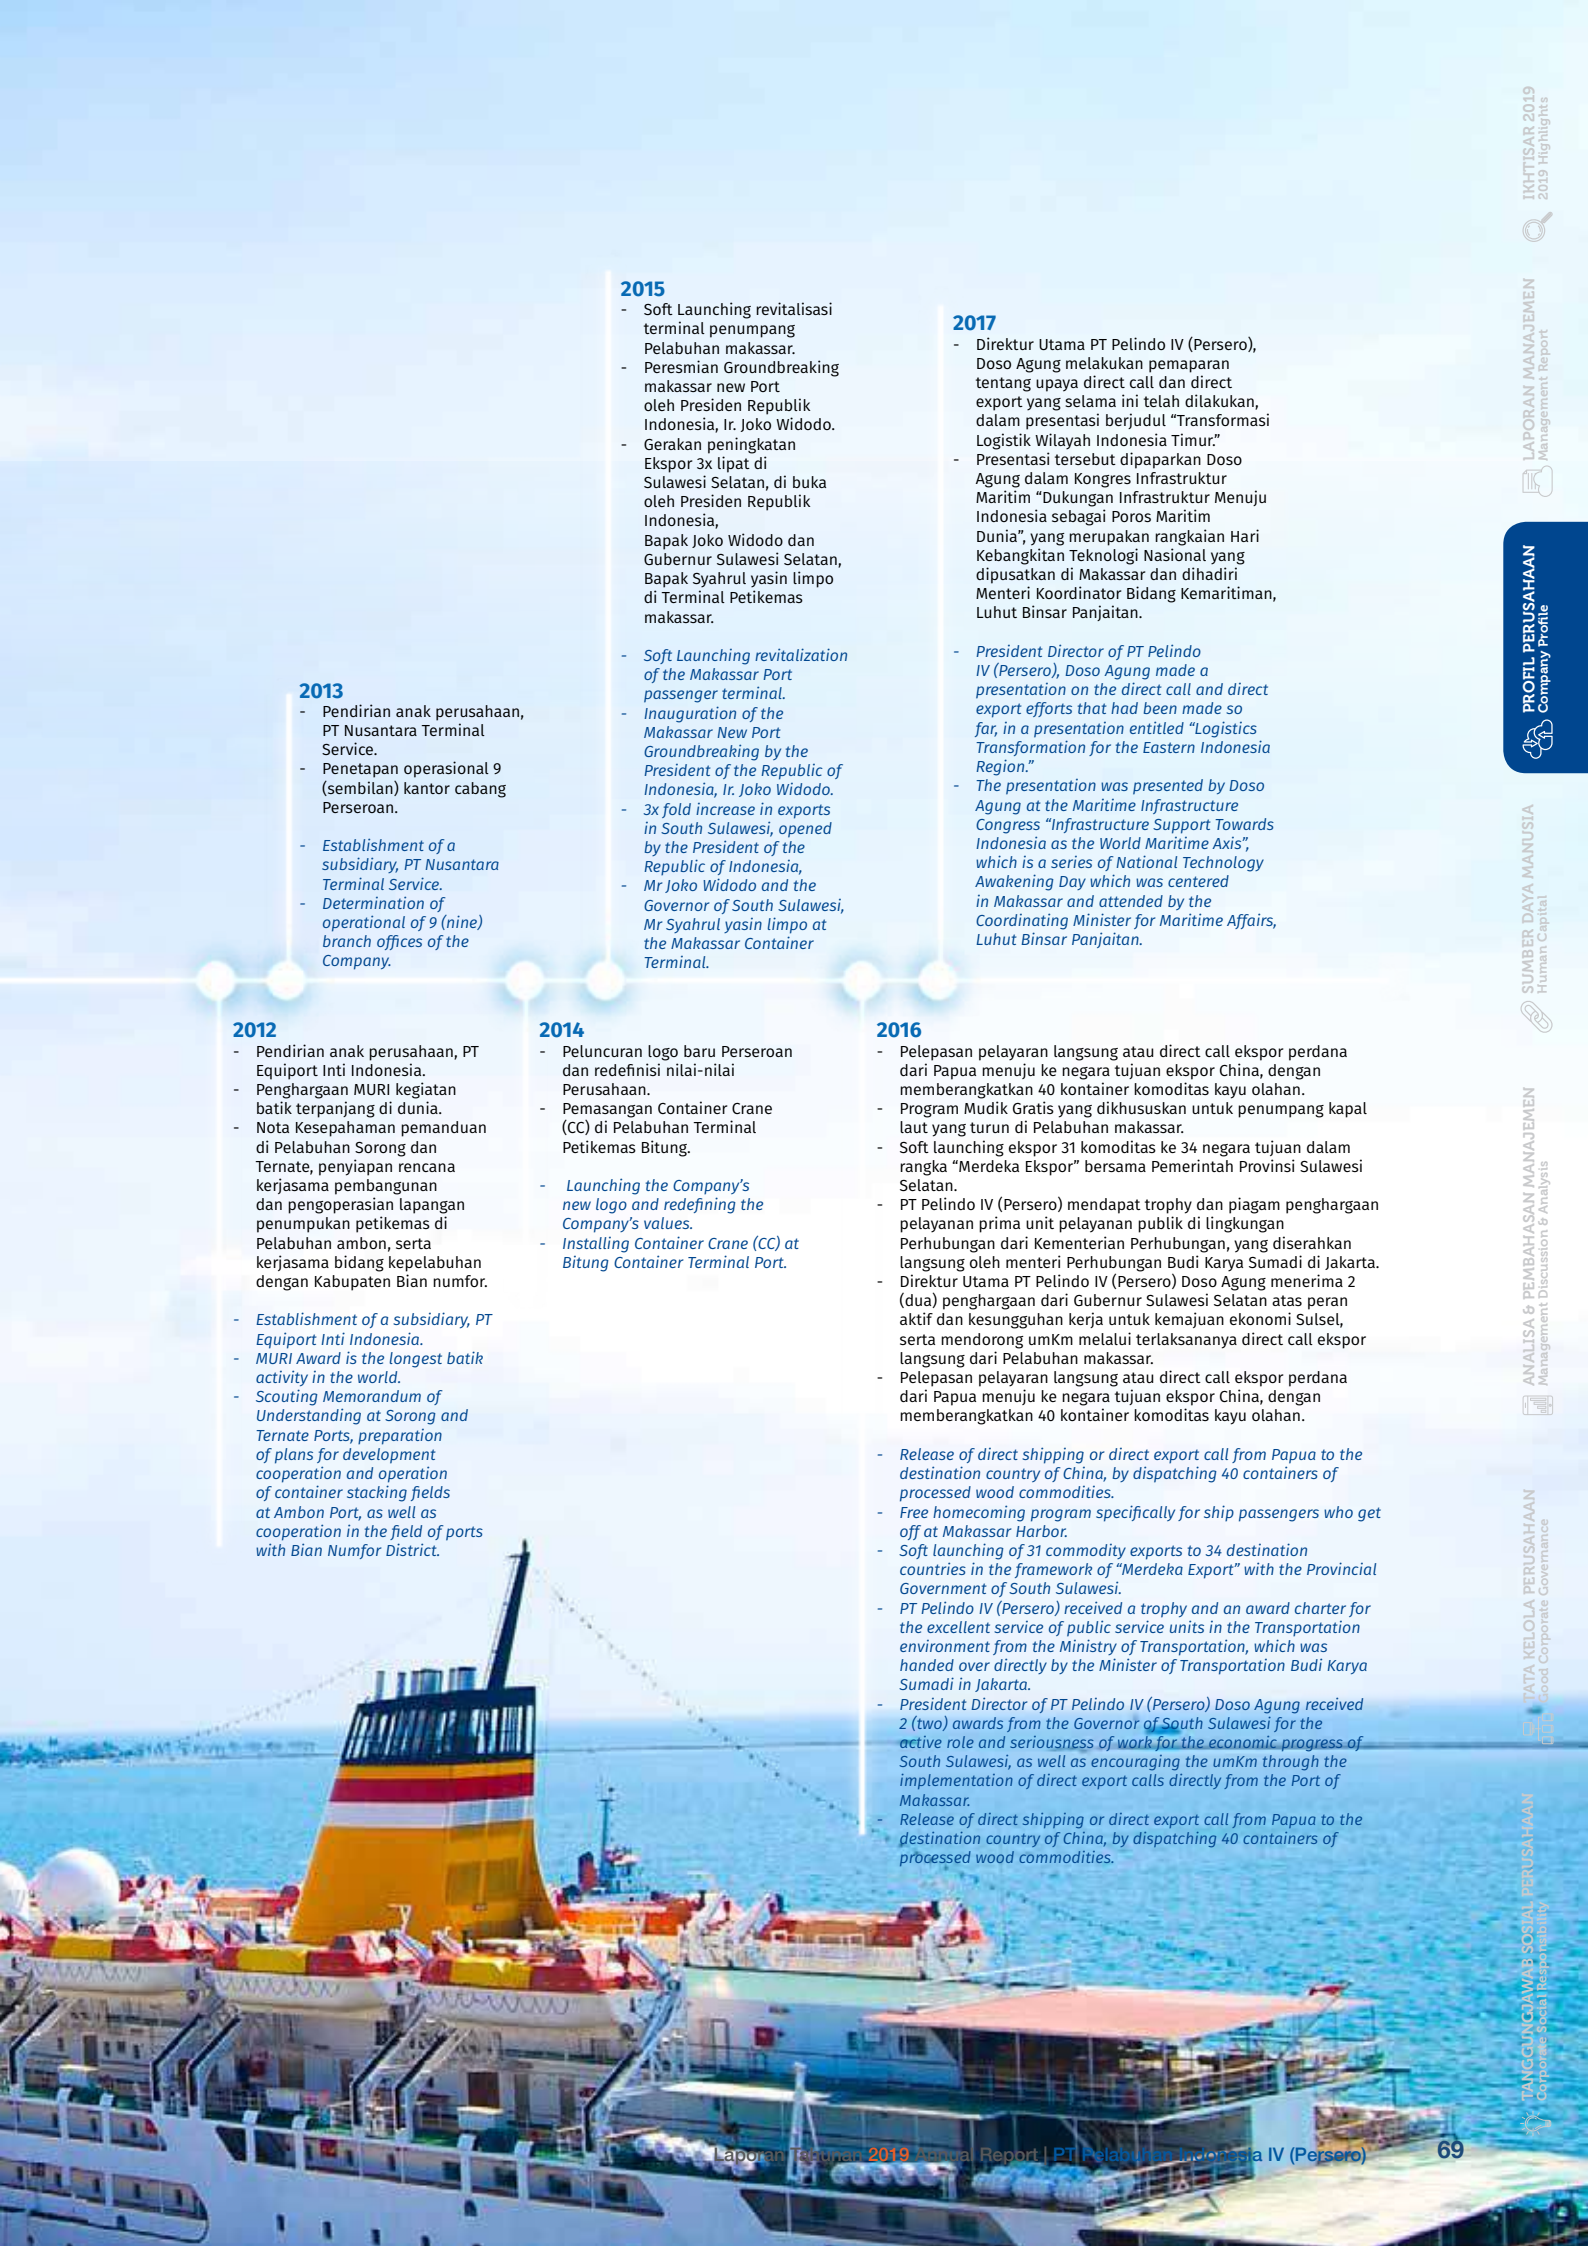 2015
- Soft Launching revitalisasi
terminal penumpang
Pelabuhan makassar.
- Peresmian Groundbreaking
makassar new Port
oleh Presiden Republik
Indonesia, Ir. Joko Widodo.
- Gerakan peningkatan
Ekspor 3x lipat di
Sulawesi Selatan, di buka
oleh Presiden Republik
Indonesia,
Bapak Joko Widodo dan
Gubernur Sulawesi Selatan,
Bapak Syahrul yasin limpo
di Terminal Petikemas
makassar.
- Soft Launching revitalization
of the Makassar Port
passenger terminal.
- Inauguration of the
Makassar New Port
Groundbreaking by the
President of the Republic of
Indonesia, Ir. Joko Widodo.
- 3x fold increase in exports
in South Sulawesi, opened
by the President of the
Republic of Indonesia,
- Mr Joko Widodo and the
Governor of South Sulawesi,
Mr Syahrul yasin limpo at
the Makassar Container
Terminal.
2017
- Direktur Utama PT Pelindo IV (Persero),
Doso Agung melakukan pemaparan
tentang upaya direct call dan direct
export yang selama ini telah dilakukan,
dalam presentasi berjudul “Transformasi
Logistik Wilayah Indonesia Timur.”
- Presentasi tersebut dipaparkan Doso
Agung dalam Kongres Infrastruktur
Maritim “Dukungan Infrastruktur Menuju
Indonesia sebagai Poros Maritim
Dunia”, yang merupakan rangkaian Hari
Kebangkitan Teknologi Nasional yang
dipusatkan di Makassar dan dihadiri
Menteri Koordinator Bidang Kemaritiman,
Luhut Binsar Panjaitan.
- President Director of PT Pelindo
IV (Persero), Doso Agung made a
presentation on the direct call and direct
export efforts that had been made so
far, in a presentation entitled “Logistics
Transformation for the Eastern Indonesia
Region.”
- The presentation was presented by Doso
Agung at the Maritime Infrastructure
Congress “Infrastructure Support Towards
Indonesia as the World Maritime Axis”,
which is a series of National Technology
Awakening Day which was centered
in Makassar and attended by the
Coordinating Minister for Maritime Affairs,
Luhut Binsar Panjaitan.
2013
- Pendirian anak perusahaan,
PT Nusantara Terminal
Service.
- Penetapan operasional 9
(sembilan) kantor cabang
Perseroan.
- Establishment of a
subsidiary, PT Nusantara
Terminal Service.
- Determination of
operational of 9 (nine)
branch offices of the
Company.
2012
- Pendirian anak perusahaan, PT
Equiport Inti Indonesia.
- Penghargaan MURI kegiatan
batik terpanjang di dunia.
- Nota Kesepahaman pemanduan
di Pelabuhan Sorong dan
Ternate, penyiapan rencana
kerjasama pembangunan
dan pengoperasian lapangan
penumpukan petikemas di
Pelabuhan ambon, serta
kerjasama bidang kepelabuhan
dengan Kabupaten Bian numfor.
- Establishment of a subsidiary, PT
Equiport Inti Indonesia.
- MURI Award is the longest batik
activity in the world.
- Scouting Memorandum of
Understanding at Sorong and
Ternate Ports, preparation
of plans for development
cooperation and operation
of container stacking fields
at Ambon Port, as well as
cooperation in the field of ports
with Bian Numfor District.
2014
- Peluncuran logo baru Perseroan
dan redefinisi nilai-nilai
Perusahaan.
- Pemasangan Container Crane
(CC) di Pelabuhan Terminal
Petikemas Bitung.
- Launching the Company’s
new logo and redefining the
Company’s values.
- Installing Container Crane (CC) at
Bitung Container Terminal Port.
2016
- Pelepasan pelayaran langsung atau direct call ekspor perdana
dari Papua menuju ke negara tujuan ekspor China, dengan
memberangkatkan 40 kontainer komoditas kayu olahan.
- Program Mudik Gratis yang dikhususkan untuk penumpang kapal
laut yang turun di Pelabuhan makassar.
- Soft launching ekspor 31 komoditas ke 34 negara tujuan dalam
rangka “Merdeka Ekspor” bersama Pemerintah Provinsi Sulawesi
Selatan.
- PT Pelindo IV (Persero) mendapat trophy dan piagam penghargaan
pelayanan prima unit pelayanan publik di lingkungan
Perhubungan dari Kementerian Perhubungan, yang diserahkan
langsung oleh menteri Perhubungan Budi Karya Sumadi di Jakarta.
- Direktur Utama PT Pelindo IV (Persero) Doso Agung menerima 2
(dua) penghargaan dari Gubernur Sulawesi Selatan atas peran
aktif dan kesungguhan kerja untuk kemajuan ekonomi Sulsel,
serta mendorong umKm melalui terlaksananya direct call ekspor
langsung dari Pelabuhan makassar.
- Pelepasan pelayaran langsung atau direct call ekspor perdana
dari Papua menuju ke negara tujuan ekspor China, dengan
memberangkatkan 40 kontainer komoditas kayu olahan.
- Release of direct shipping or direct export call from Papua to the
destination country of China, by dispatching 40 containers of
processed wood commodities.
- Free homecoming program specifically for ship passengers who get
off at Makassar Harbor.
- Soft launching of 31 commodity exports to 34 destination
countries in the framework of “Merdeka Export” with the Provincial
Government of South Sulawesi.
- PT Pelindo IV (Persero) received a trophy and an award charter for
the excellent service of public service units in the Transportation
environment from the Ministry of Transportation, which was
handed over directly by the Minister of Transportation Budi Karya
Sumadi in Jakarta.
- President Director of PT Pelindo IV (Persero) Doso Agung received
2 (two) awards from the Governor of South Sulawesi for the
active role and seriousness of work for the economic progress of
South Sulawesi, as well as encouraging the umKm through the
implementation of direct export calls directly from the Port of
Makassar.
- Release of direct shipping or direct export call from Papua to the
destination country of China, by dispatching 40 containers of
processed wood commodities.
IKHTISAR 2019
2019 Highlights
LAPORAN MANAJEMEN
Management Report
PROFIL PERUSAHAAN
Company Profile
SUMBER DAYA MANUSIA
Human Capital
ANALISA & PEMBAHASAN MANAJEMEN
Management Discussion & Analysis
TATA KELOLA PERUSAHAAN
Good Corporate Governance
TANGGUNGJAWAB SOSIAL PERUSAHAAN
Corporate Social Responsibility
Laporan Tahunan 2019 Annual Report | PT Pelabuhan Indonesia IV (Persero)
69